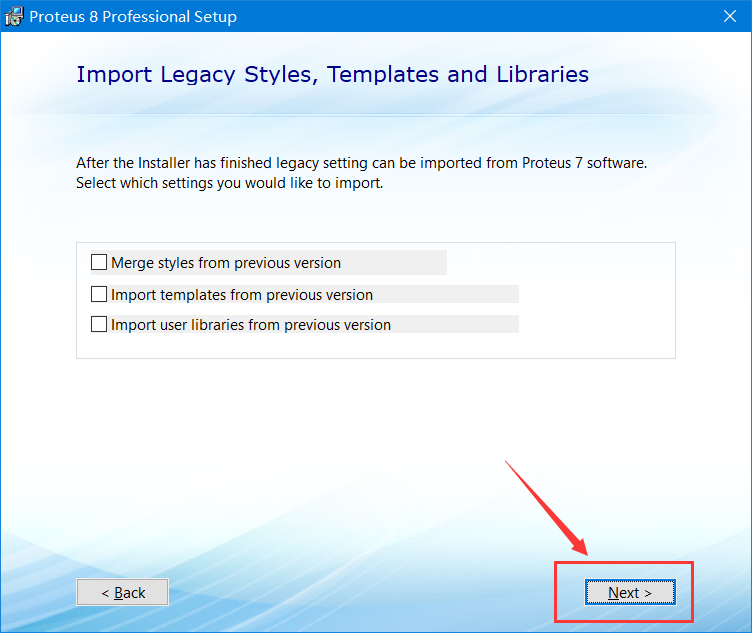 Proteus 8 Professional Setup
Import Legacy Styles, Templates and Libraries
After the Installer has finished legacy setting can be imported from Proteus 7 software.
Select which settings you would like to import.
Merge styles from previous version
Import templates from previous version
Import user libraries from previous version
< Back
Next >